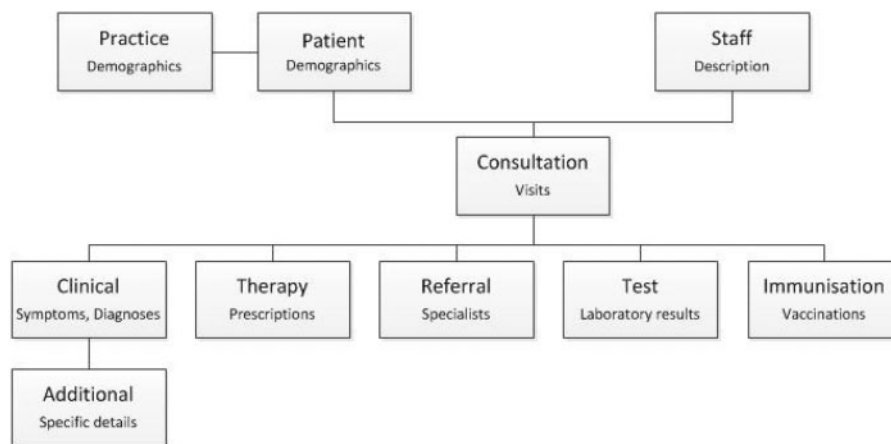 Practice
Demographics
Patient
Demographics
Staff
Description
Consultation
Visits
Clinical
Symptoms, Diagnoses
Therapy
Prescriptions
Referral
Specialists
Test
Laboratory results
Immunisation
Vaccinations
Additional
Specific details